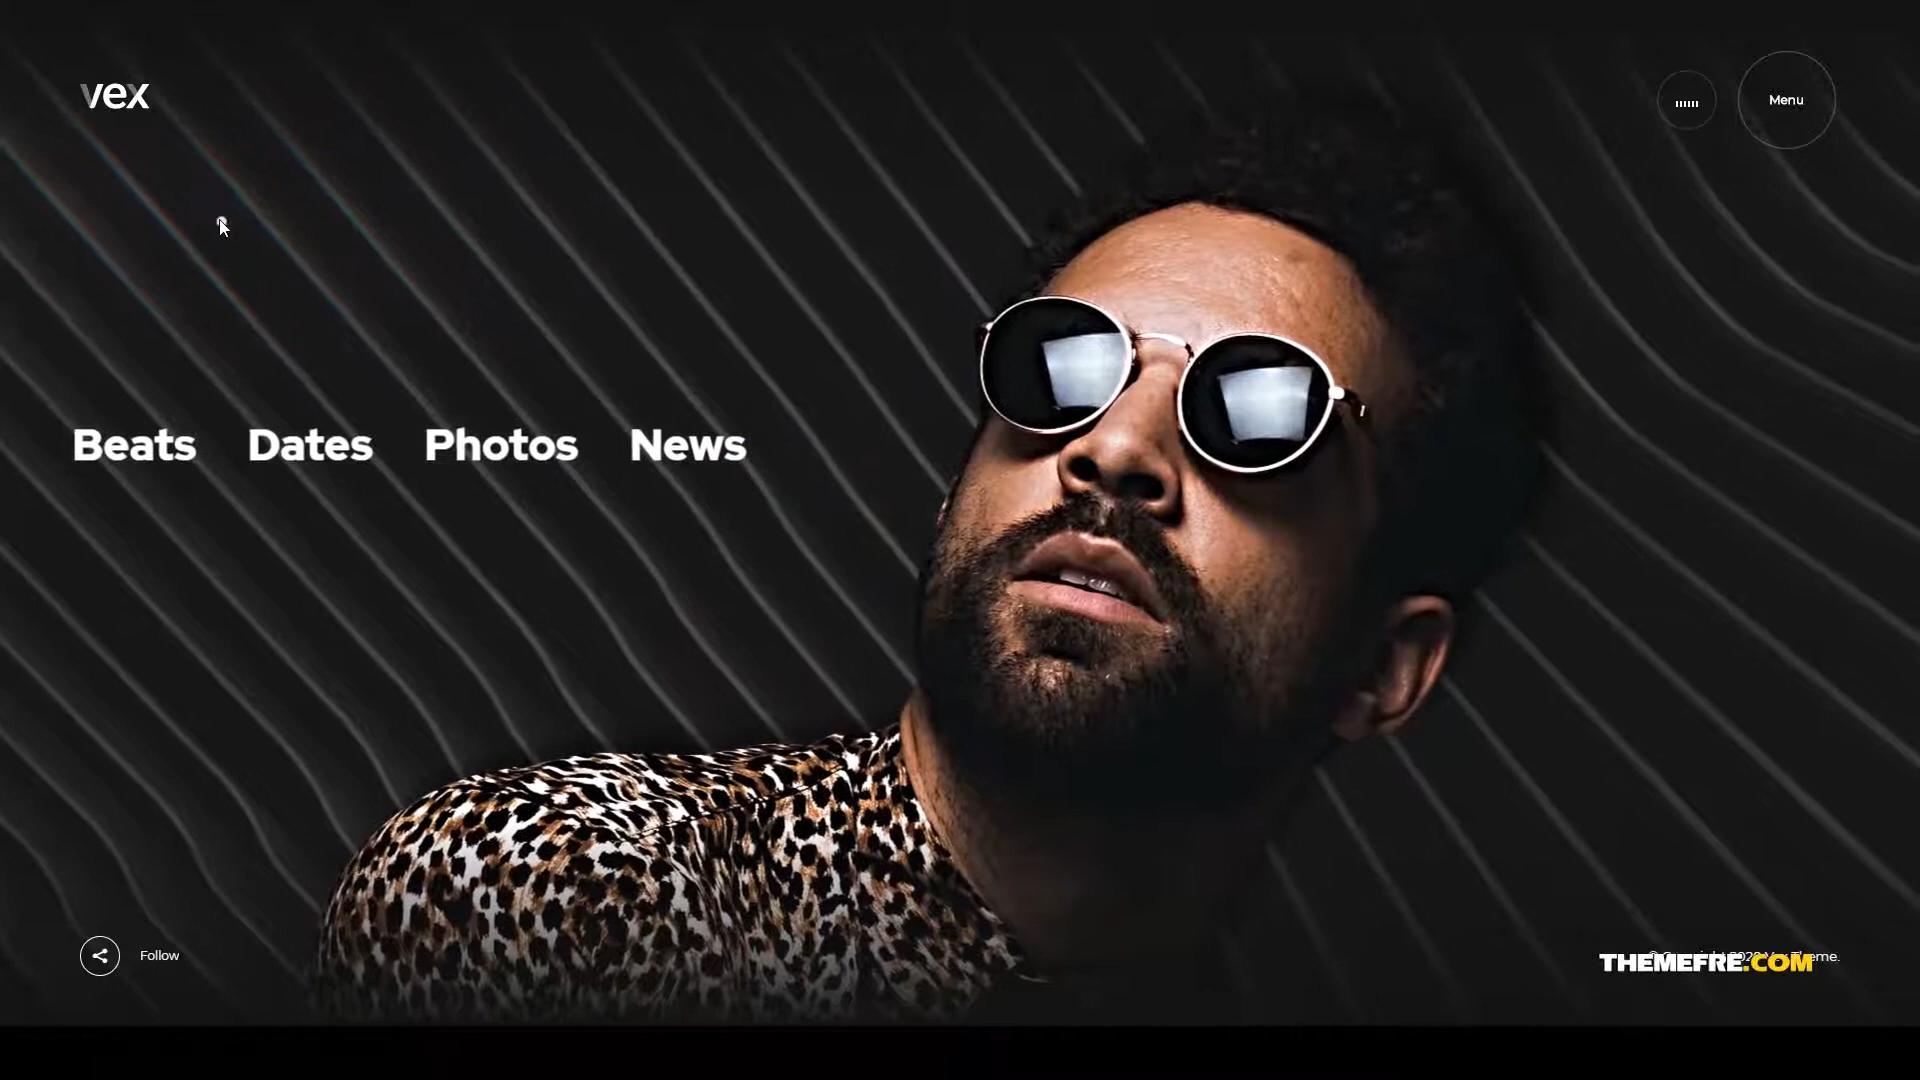 vex
Menu
Beats Dates Photos News
Follow
THEMEFRE.COM